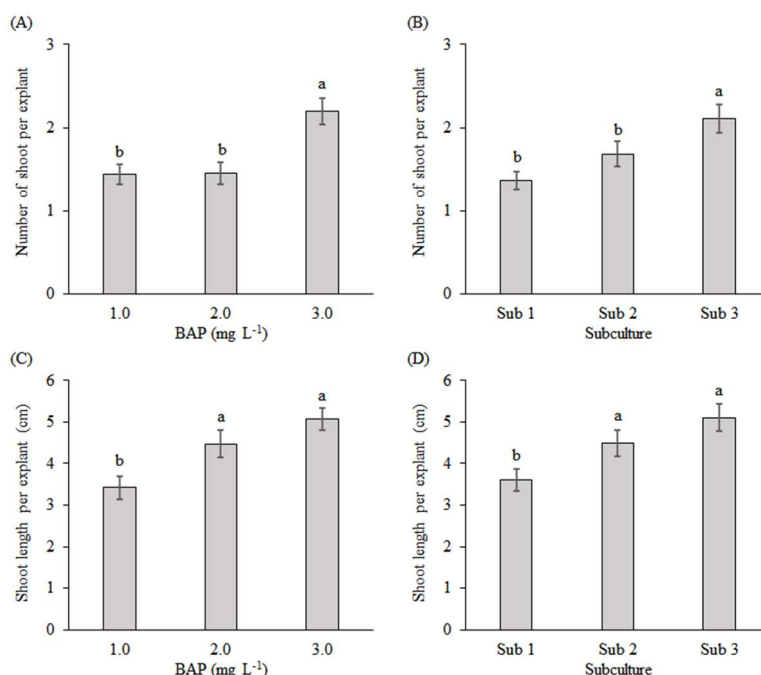 (A)
Number of shoot per explant
3
2
1
0
b
b
a
1.0 2.0 3.0
BAP (mg L⁻¹)
(B)
Number of shoot per explant
3
2
1
0
b
b
a
Sub 1 Sub 2 Sub 3
Subculture
(C)
Shoot length per explant (cm)
6
5
4
3
2
1
0
b
a
a
1.0 2.0 3.0
BAP (mg L⁻¹)
(D)
Shoot length per explant (cm)
6
5
4
3
2
1
0
b
a
a
Sub 1 Sub 2 Sub 3
Subculture